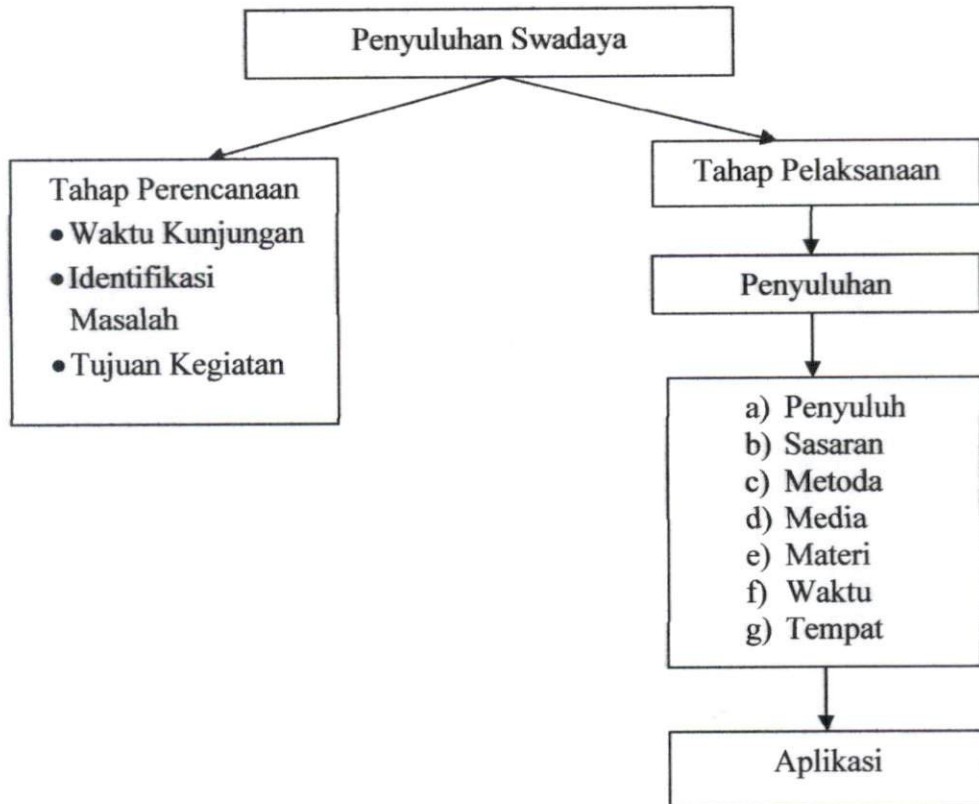 Penyuluhan Swadaya
Tahap Perencanaan
• Waktu Kunjungan
• Identifikasi
Masalah
• Tujuan Kegiatan
Tahap Pelaksanaan
Penyuluhan
a) Penyuluh
b) Sasaran
c) Metoda
d) Media
e) Materi
f) Waktu
g) Tempat
Aplikasi